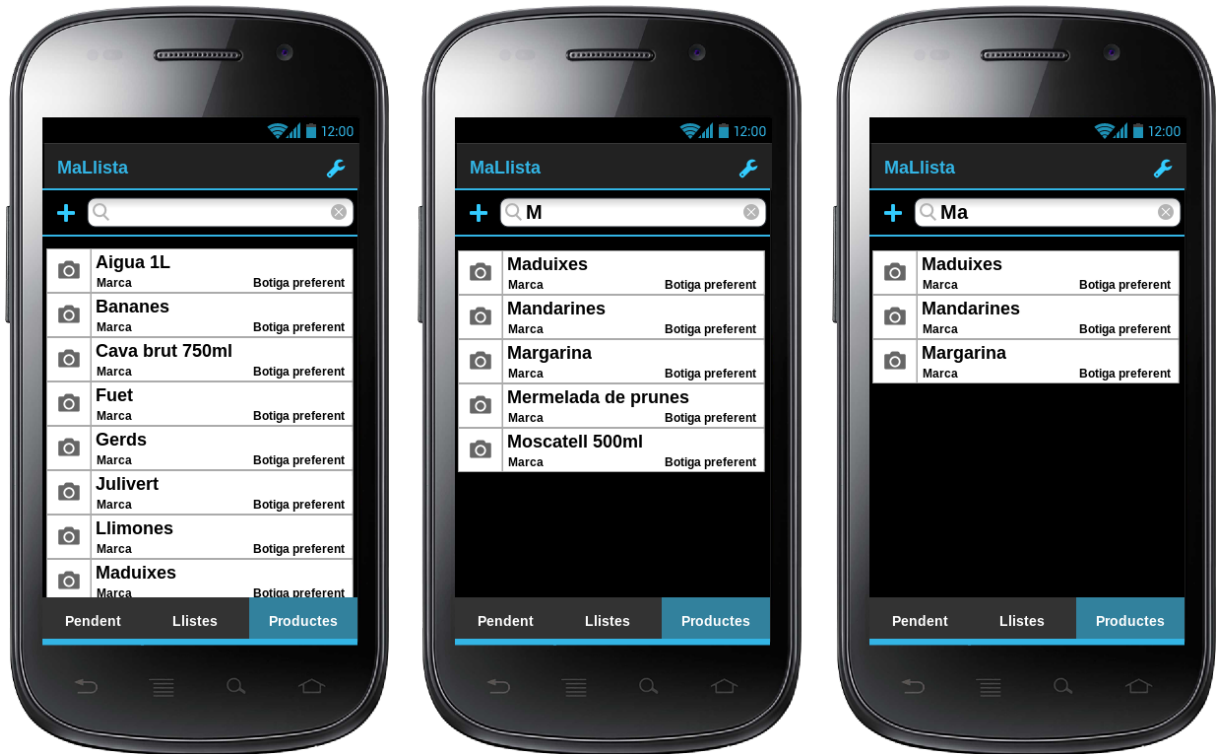 12:00
MaLlista
Aigua 1L
Marca Botiga preferent
Bananes
Marca Botiga preferent
Cava brut 750ml
Marca Botiga preferent
Fuet
Marca Botiga preferent
Gerds
Marca Botiga preferent
Julivert
Marca Botiga preferent
Llimones
Marca Botiga preferent
Maduixes
Marca Botiga preferent
Pendent Llistes Productes
12:00
MaLlista
M
Maduixes
Marca Botiga preferent
Mandarines
Marca Botiga preferent
Margarina
Marca Botiga preferent
Mermelada de prunes
Marca Botiga preferent
Moscatell 500ml
Marca Botiga preferent
Pendent Llistes Productes
12:00
MaLlista
Ma
Maduixes
Marca Botiga preferent
Mandarines
Marca Botiga preferent
Margarina
Marca Botiga preferent
Pendent Llistes Productes